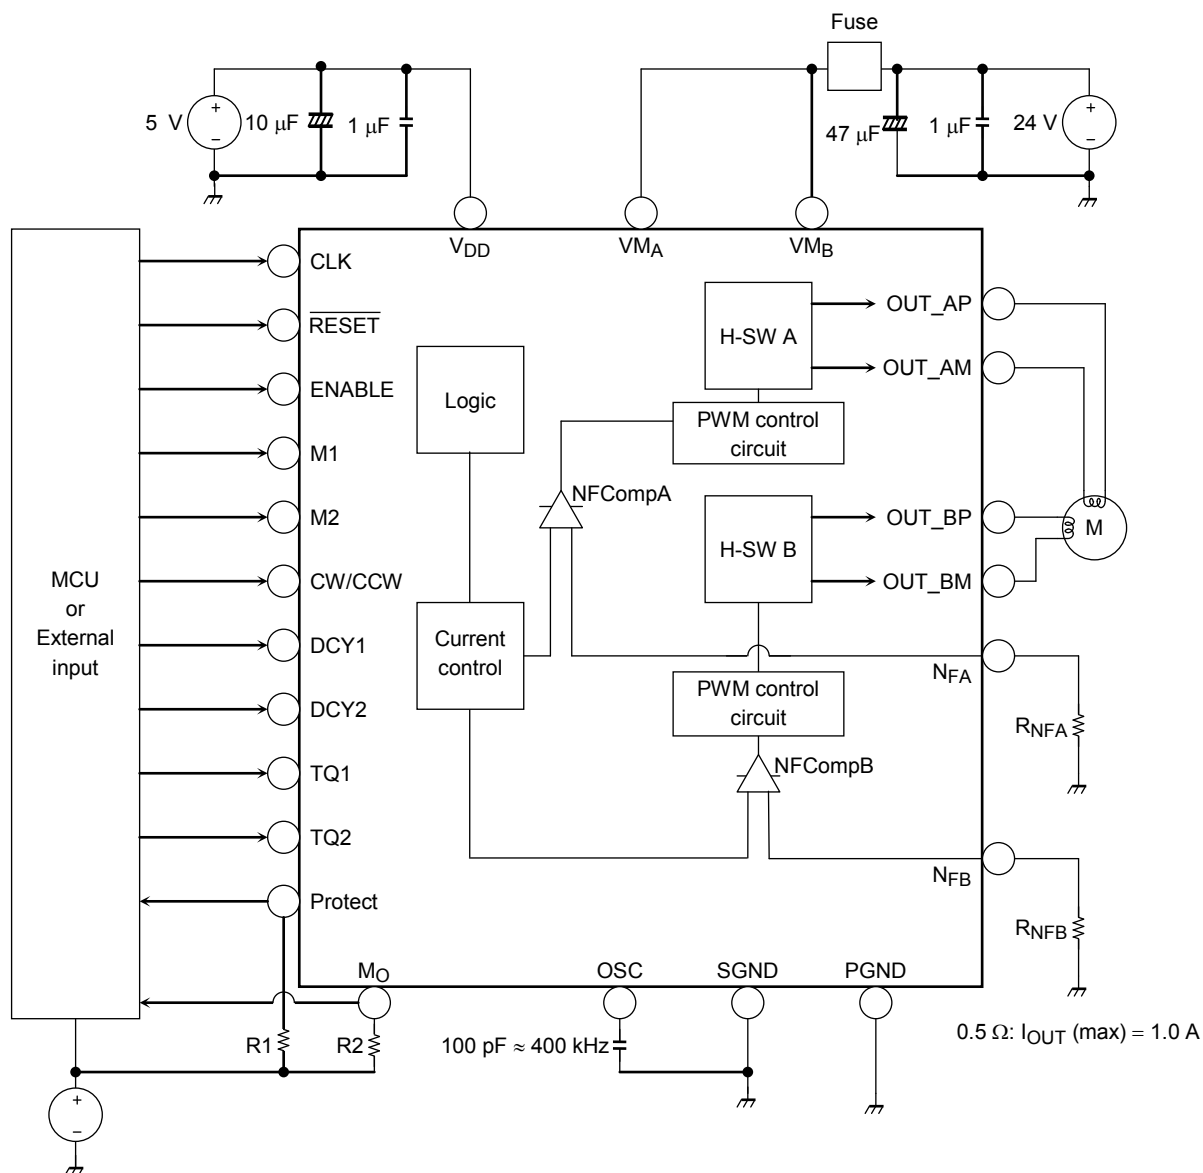 Fuse
+
5 V
−
10 μF
1 μF
47 μF
1 μF
24 V
+
−
VDD
VMA
VMB
MCU
or
External
input
CLK
RESET
ENABLE
M1
M2
CW/CCW
DCY1
DCY2
TQ1
TQ2
Protect
Logic
Current
control
H-SW A
PWM control
circuit
NFCompA
H-SW B
PWM control
circuit
NFCompB
OUT_AP
OUT_AM
OUT_BP
OUT_BM
M
NFA
NFB
RNFA
RNFB
MO
OSC
SGND
PGND
R1
R2
100 pF ≈ 400 kHz
0.5 Ω: IOUT (max) = 1.0 A
+
−